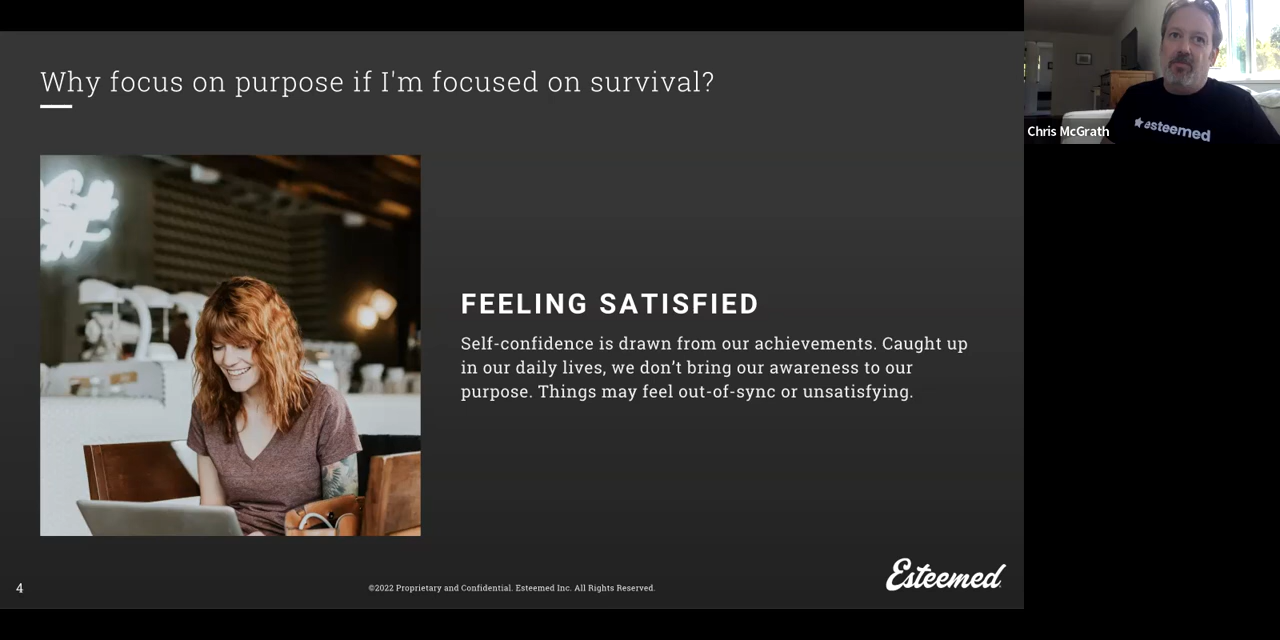 Why focus on purpose if I'm focused on survival?
Chris McGrath
★esteemed
FEELING SATISFIED
Self-confidence is drawn from our achievements. Caught up
in our daily lives, we don’t bring our awareness to our
purpose. Things may feel out-of-sync or unsatisfying.
4
©2022 Proprietary and Confidential. Esteemed Inc. All Rights Reserved.
Esteemed